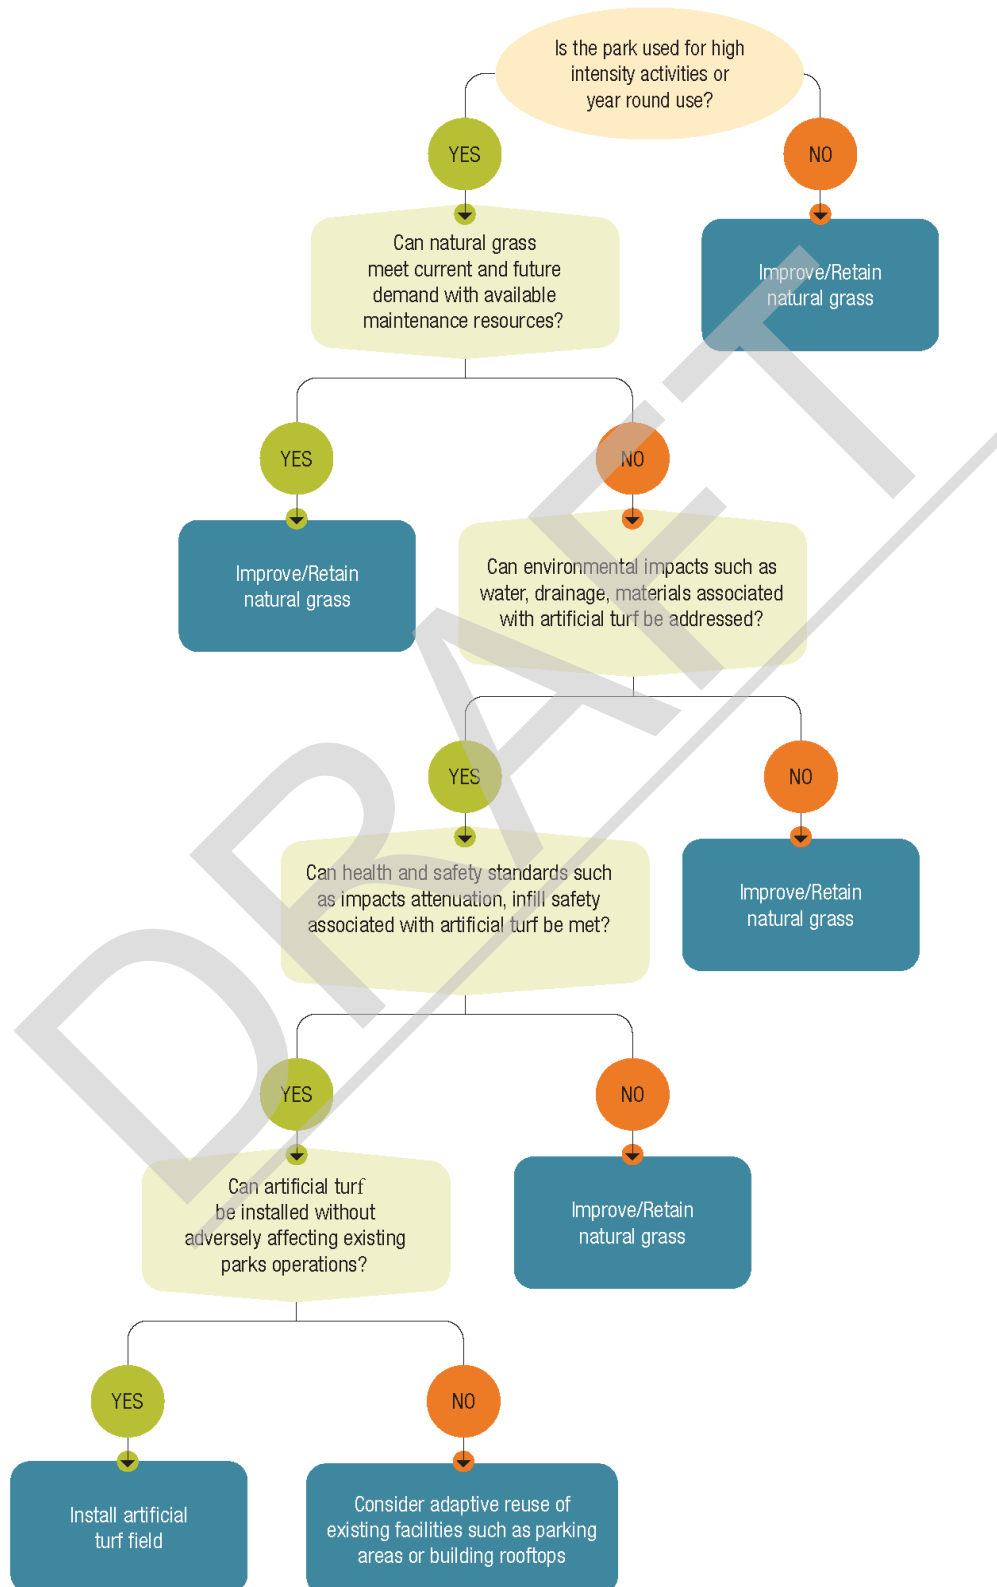 Is the park used for high
intensity activities or
year round use?
YES
NO
Can natural grass
meet current and future
demand with available
maintenance resources?
Improve/Retain
natural grass
YES
NO
Improve/Retain
natural grass
Can environmental impacts such as
water, drainage, materials associated
with artificial turf be addressed?
YES
NO
Can health and safety standards such
as impacts attenuation, infill safety
associated with artificial turf be met?
Improve/Retain
natural grass
YES
NO
Can artificial turf
be installed without
adversely affecting existing
parks operations?
Improve/Retain
natural grass
YES
NO
Install artificial
turf field
Consider adaptive reuse of
existing facilities such as parking
areas or building rooftops
DRAFT